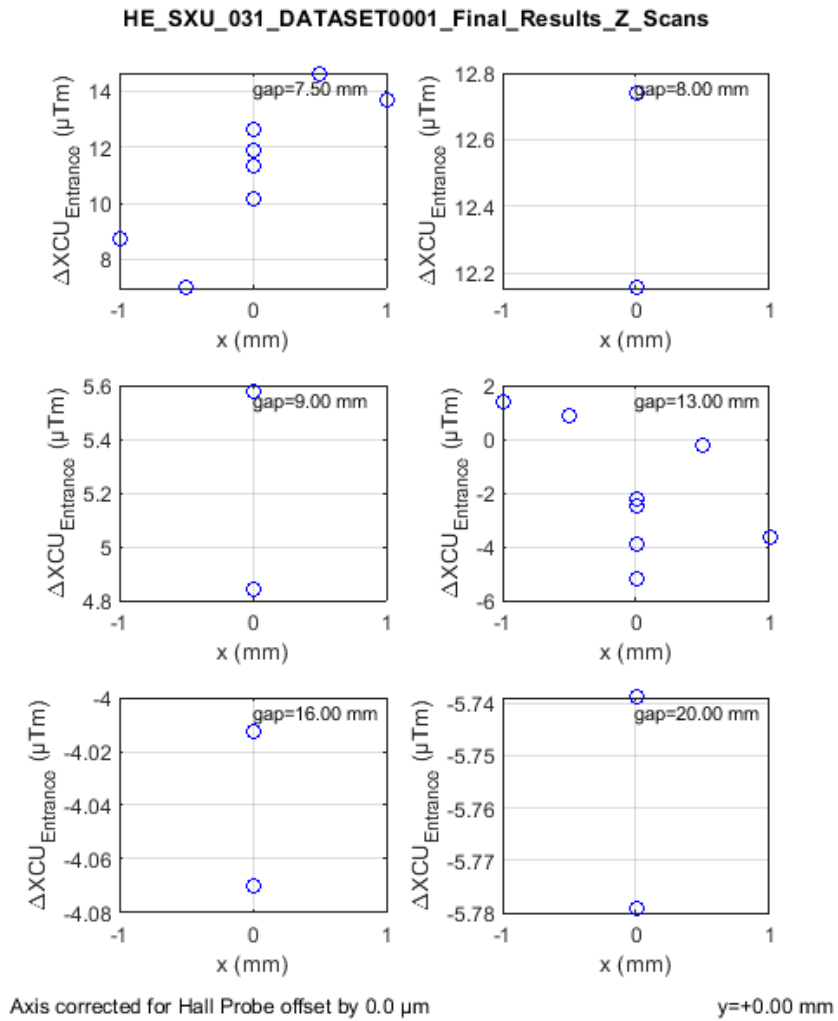 HE_SXU_031_DATASET0001_Final_Results_Z_Scans
gap=7.50 mm
14
12
10
8
ΔXCU_Entrance (µTm)
-1 0 1
x (mm)
gap=8.00 mm
12.8
12.6
12.4
12.2
ΔXCU_Entrance (µTm)
-1 0 1
x (mm)
gap=9.00 mm
5.6
5.4
5.2
5
4.8
ΔXCU_Entrance (µTm)
-1 0 1
x (mm)
gap=13.00 mm
2
0
-2
-4
-6
ΔXCU_Entrance (µTm)
-1 0 1
x (mm)
gap=16.00 mm
-4
-4.02
-4.04
-4.06
-4.08
ΔXCU_Entrance (µTm)
-1 0 1
x (mm)
gap=20.00 mm
-5.74
-5.75
-5.76
-5.77
-5.78
ΔXCU_Entrance (µTm)
-1 0 1
x (mm)
Axis corrected for Hall Probe offset by 0.0 µm
y=+0.00 mm